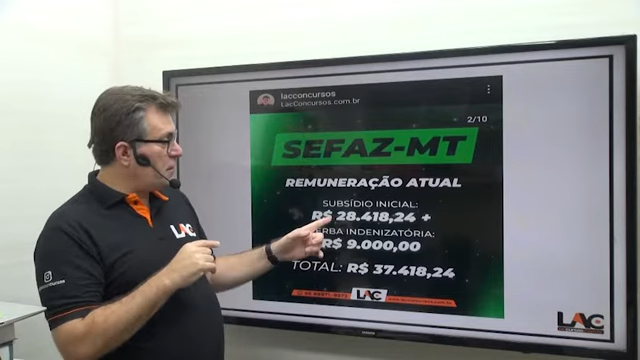 lacconcursos
LacConcursos.com.br
2/10
SEFAZ-MT
REMUNERAÇÃO ATUAL
SUBSÍDIO INICIAL:
R$ 28.418,24 +
ERBA INDENIZATÓRIA:
R$ 9.000,00
TOTAL: R$ 37.418,24
LAC
LAC
LAC